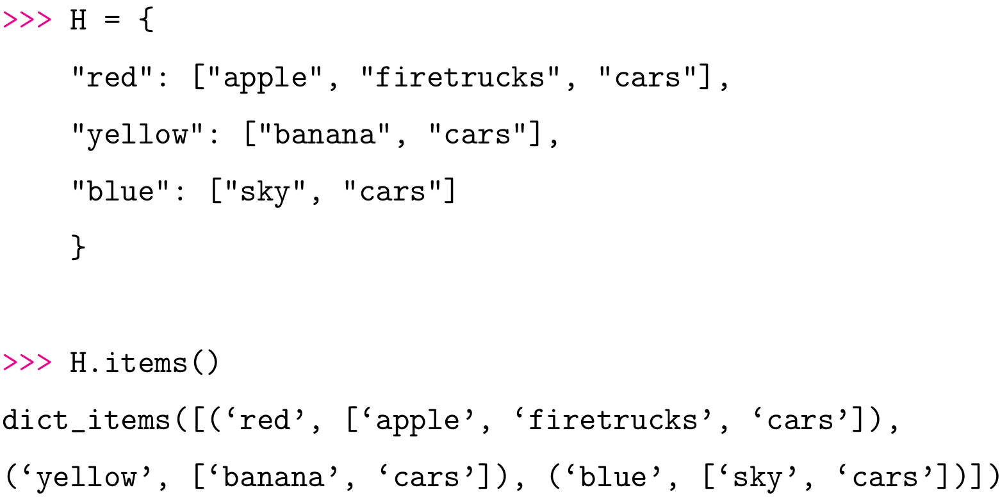 >>> H = {
"red": ["apple", "firetrucks", "cars"],
"yellow": ["banana", "cars"],
"blue": ["sky", "cars"]
}
>>> H.items()
dict_items([(‘red’, [‘apple’, ‘firetrucks’, ‘cars’]),
(‘yellow’, [‘banana’, ‘cars’]), (‘blue’, [‘sky’, ‘cars’])])